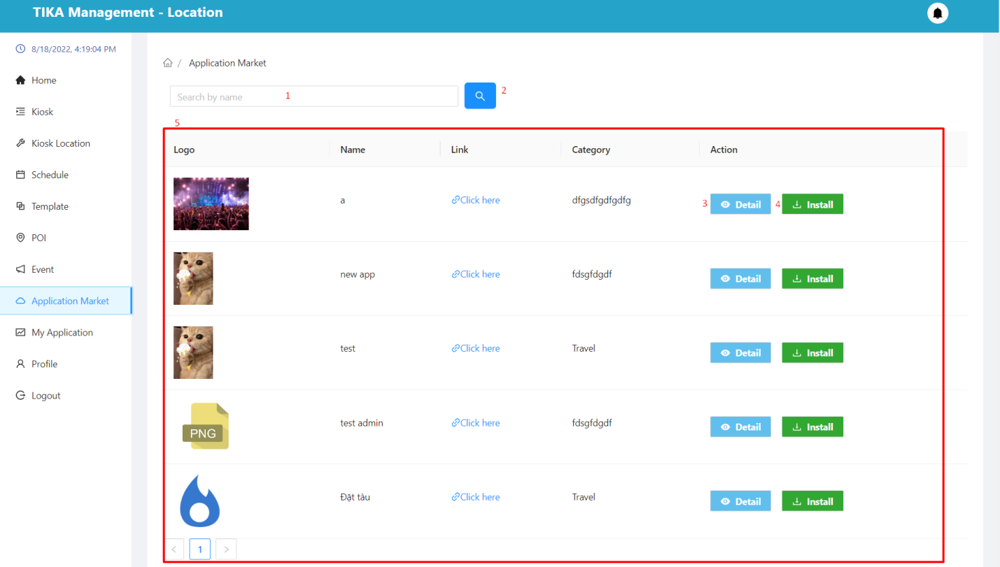 TIKA Management - Location
8/18/2022, 4:19:04 PM
Home
Kiosk
Kiosk Location
Schedule
Template
POI
Event
Application Market
My Application
Profile
Logout
/ Application Market
Search by name 1
2
5
Logo Name Link Category Action
a Click here dfgsdfgdfgdfg 3 Detail 4 Install
new app Click here fdsgfdgdf Detail Install
test Click here Travel Detail Install
PNG test admin Click here fdsgfdgdf Detail Install
Đặt tàu Click here Travel Detail Install
< 1 >